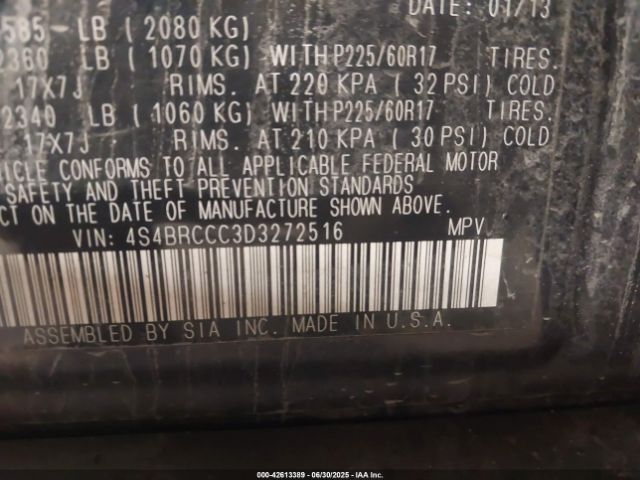 DATE: 01/13
585-LB ( 2080 KG)
2360 LB ( 1070 KG) WITH P225/60R17 TIRES.
17X7J RIMS. AT 220 KPA ( 32 PSI) COLD
2340 LB ( 1060 KG) WITH P225/60R17 TIRES.
17X7J RIMS. AT 210 KPA ( 30 PSI) COLD
HICLE CONFORMS TO ALL APPLICABLE FEDERAL MOTOR
SAFETY AND THEFT PREVENTION STANDARDS
CT ON THE DATE OF MANUFACTURE SHOWN ABOVE.
VIN: 4S4BRCCC3D3272516 MPV
ASSEMBLED BY SIA INC. MADE IN U.S.A.
000-42613389 - 06/30/2025 - IAA Inc.